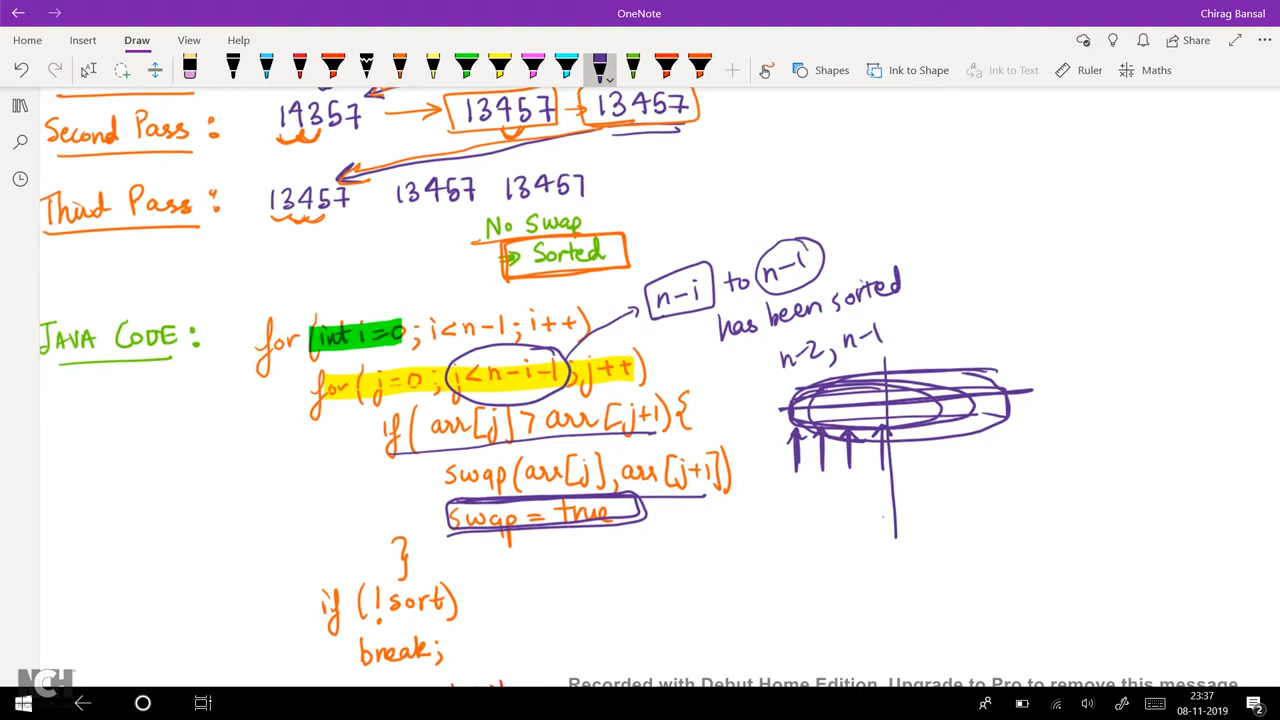 OneNote
Chirag Bansal
Home Insert Draw View Help
Share
Shapes Ink to Shape Ink to Text Ruler Maths
Second Pass : 14357 → 13457 → 13457
Third Pass : 13457 13457 13457
No Swap
⇒ Sorted
n-i to n-1
has been sorted
n-2, n-1
JAVA CODE :
for (int i=0 ; i<n-1 ; i++)
for ( j=0 ; j<n-i-1 ; j++)
if ( arr[j] > arr[j+1) {
swap(arr[j], arr[j+1])
swap = true
}
if (!sort)
break;
NCH
Recorded with Debut Home Edition. Upgrade to Pro to remove this message
23:37
08-11-2019
2